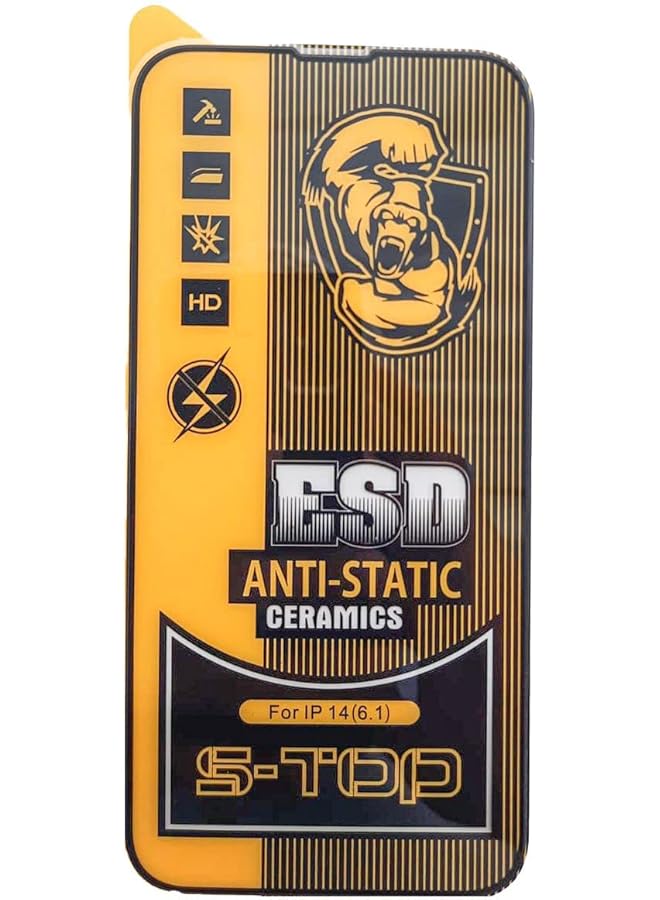 HD
ESD
ANTI-STATIC
CERAMICS
For IP 14(6.1)
S-TOP